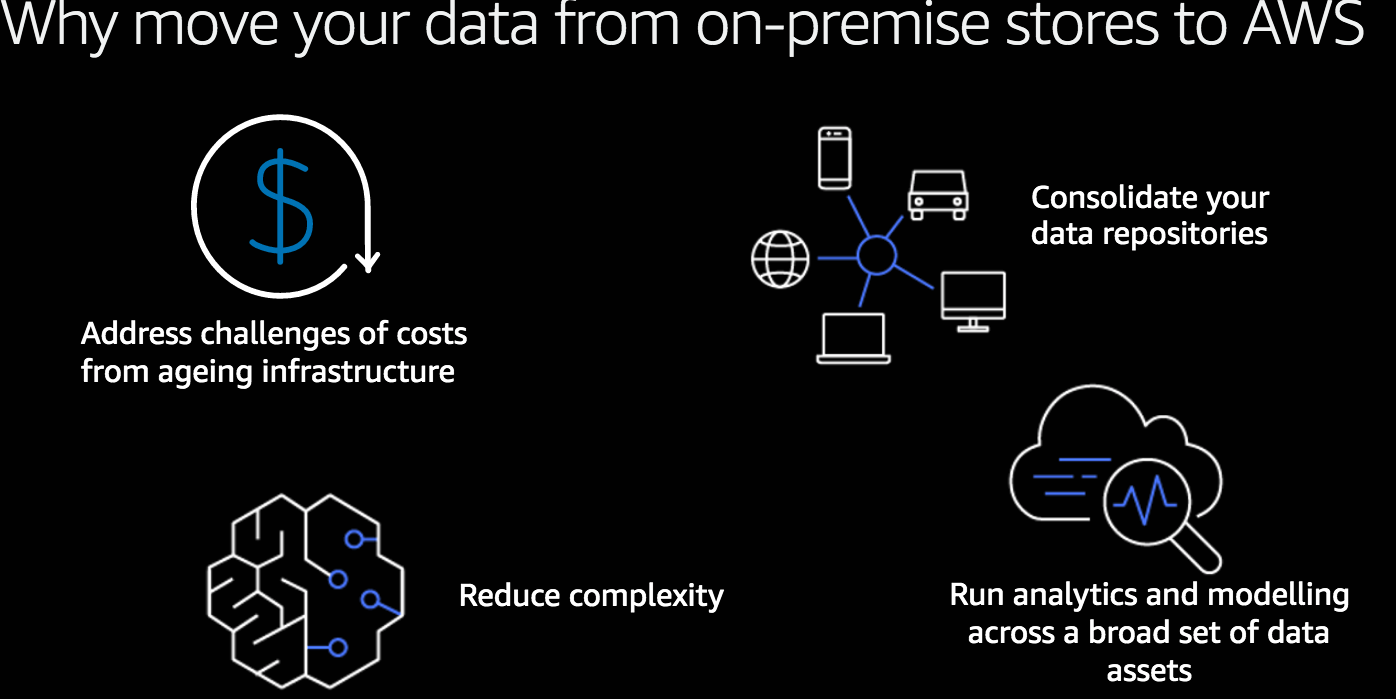 Why move your data from on-premise stores to AWS
Address challenges of costs
from ageing infrastructure
Consolidate your
data repositories
Reduce complexity
Run analytics and modelling
across a broad set of data
assets